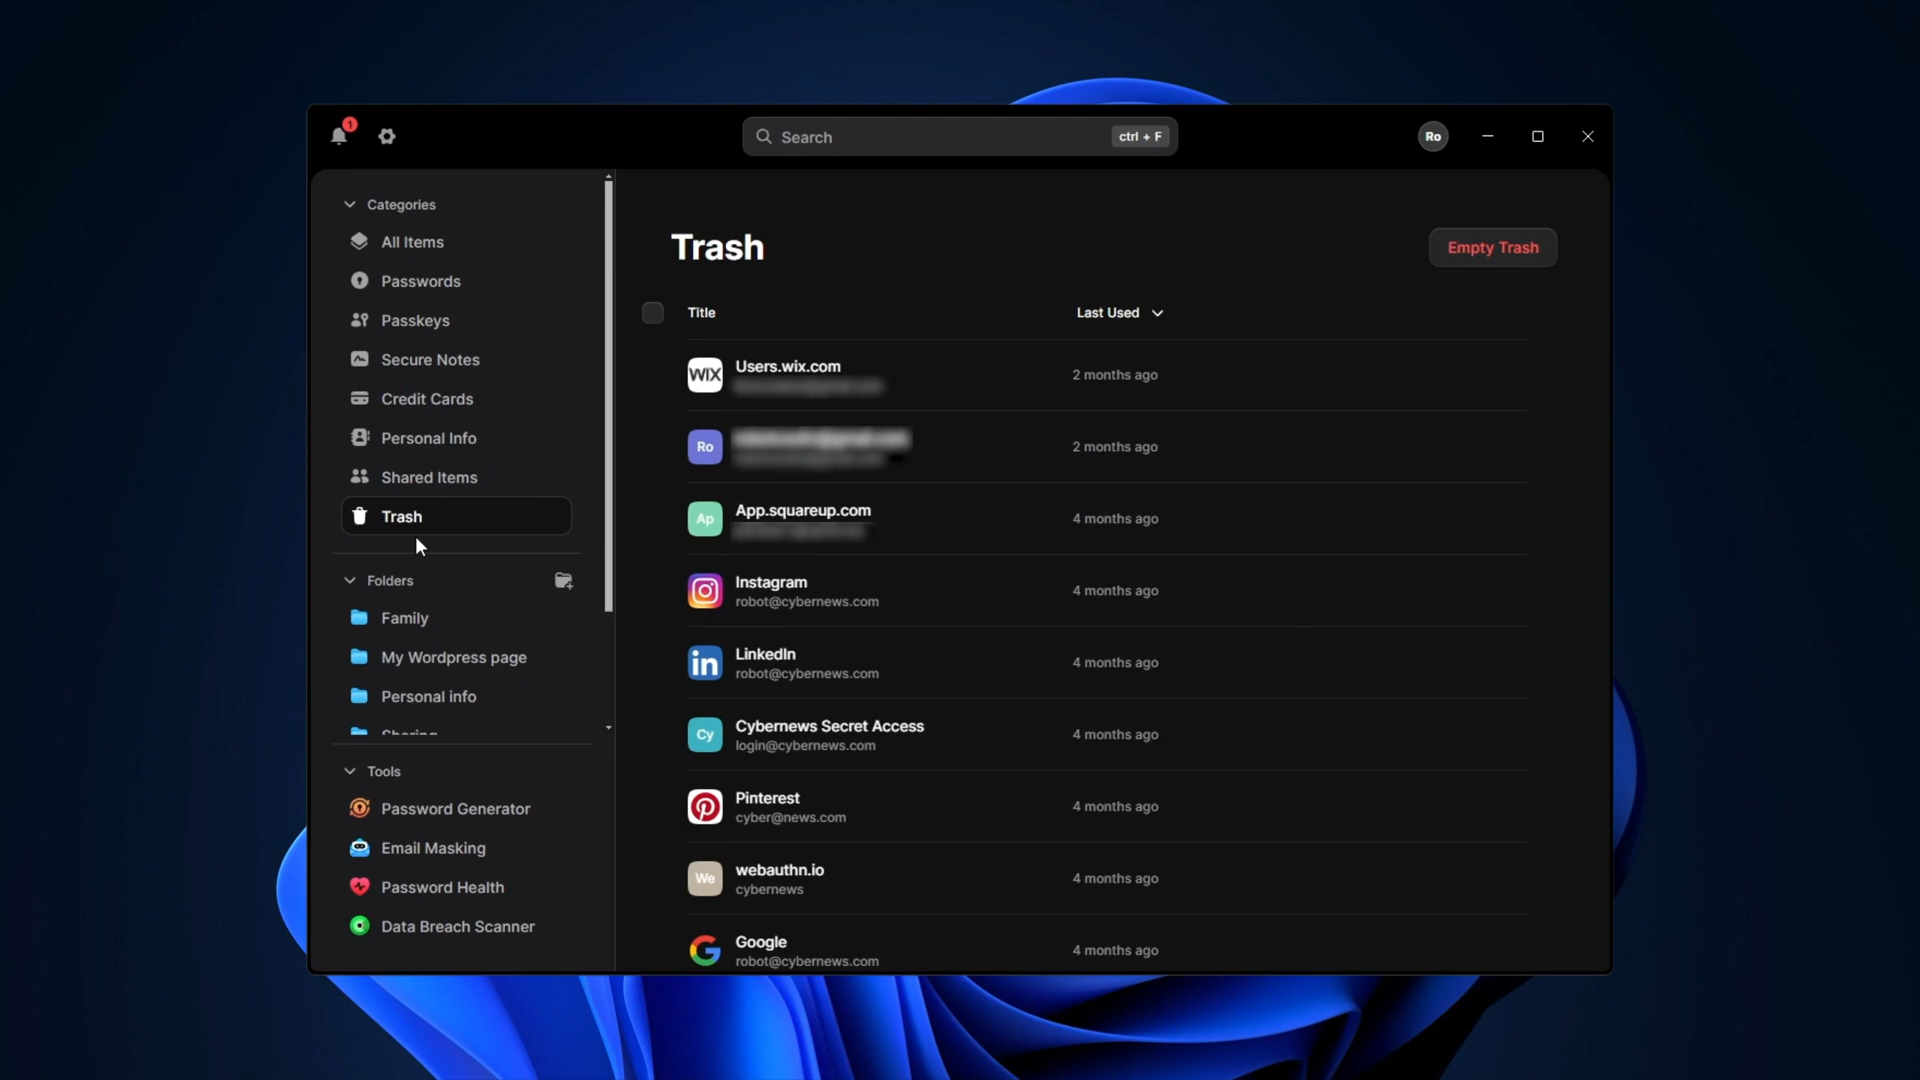 1
Search
ctrl + F
Ro
Categories
All Items
Passwords
Passkeys
Secure Notes
Credit Cards
Personal Info
Shared Items
Trash
Folders
Family
My Wordpress page
Personal info
Sharing
Tools
Password Generator
Email Masking
Password Health
Data Breach Scanner
Trash
Empty Trash
Title
Last Used
WIX
Users.wix.com
2 months ago
Ro
2 months ago
Ap
App.squareup.com
4 months ago
Instagram
robot@cybernews.com
4 months ago
in
LinkedIn
robot@cybernews.com
4 months ago
Cy
Cybernews Secret Access
login@cybernews.com
4 months ago
Pinterest
cyber@news.com
4 months ago
We
webauthn.io
cybernews
4 months ago
Google
robot@cybernews.com
4 months ago